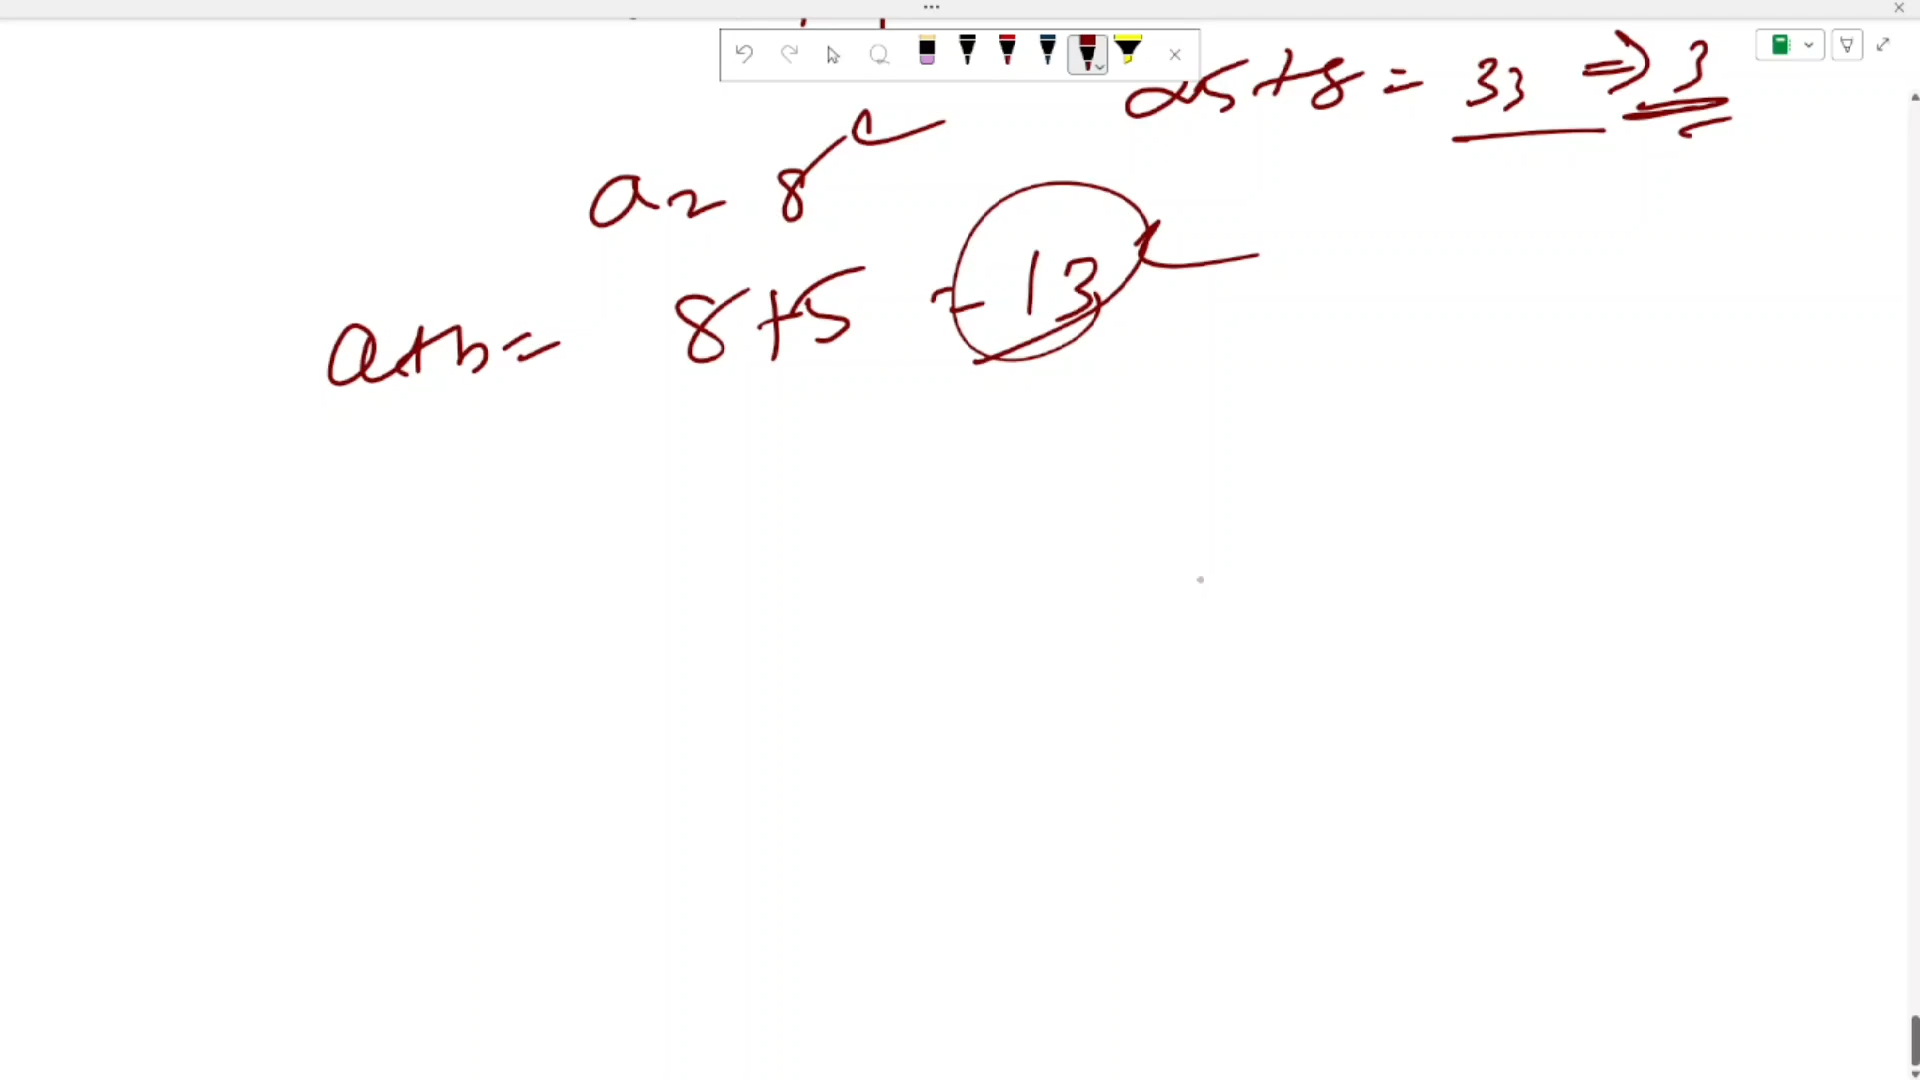 25+8 = 33 ⇒ 3
a = 8
a+b = 8+5 = 13